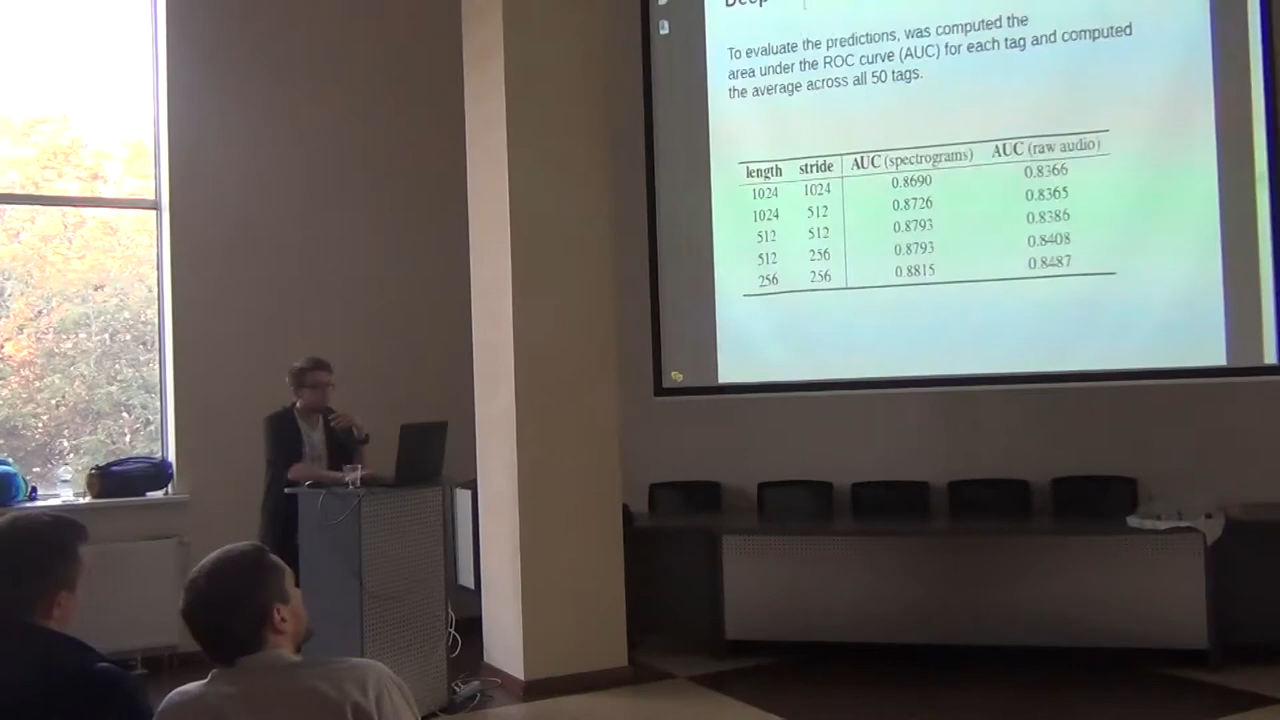 Deep
To evaluate the predictions, was computed the
area under the ROC curve (AUC) for each tag and computed
the average across all 50 tags.
length stride AUC (spectrograms) AUC (raw audio)
1024 1024 0.8690 0.8366
1024 512 0.8726 0.8365
512 512 0.8793 0.8386
512 256 0.8793 0.8408
256 256 0.8815 0.8487